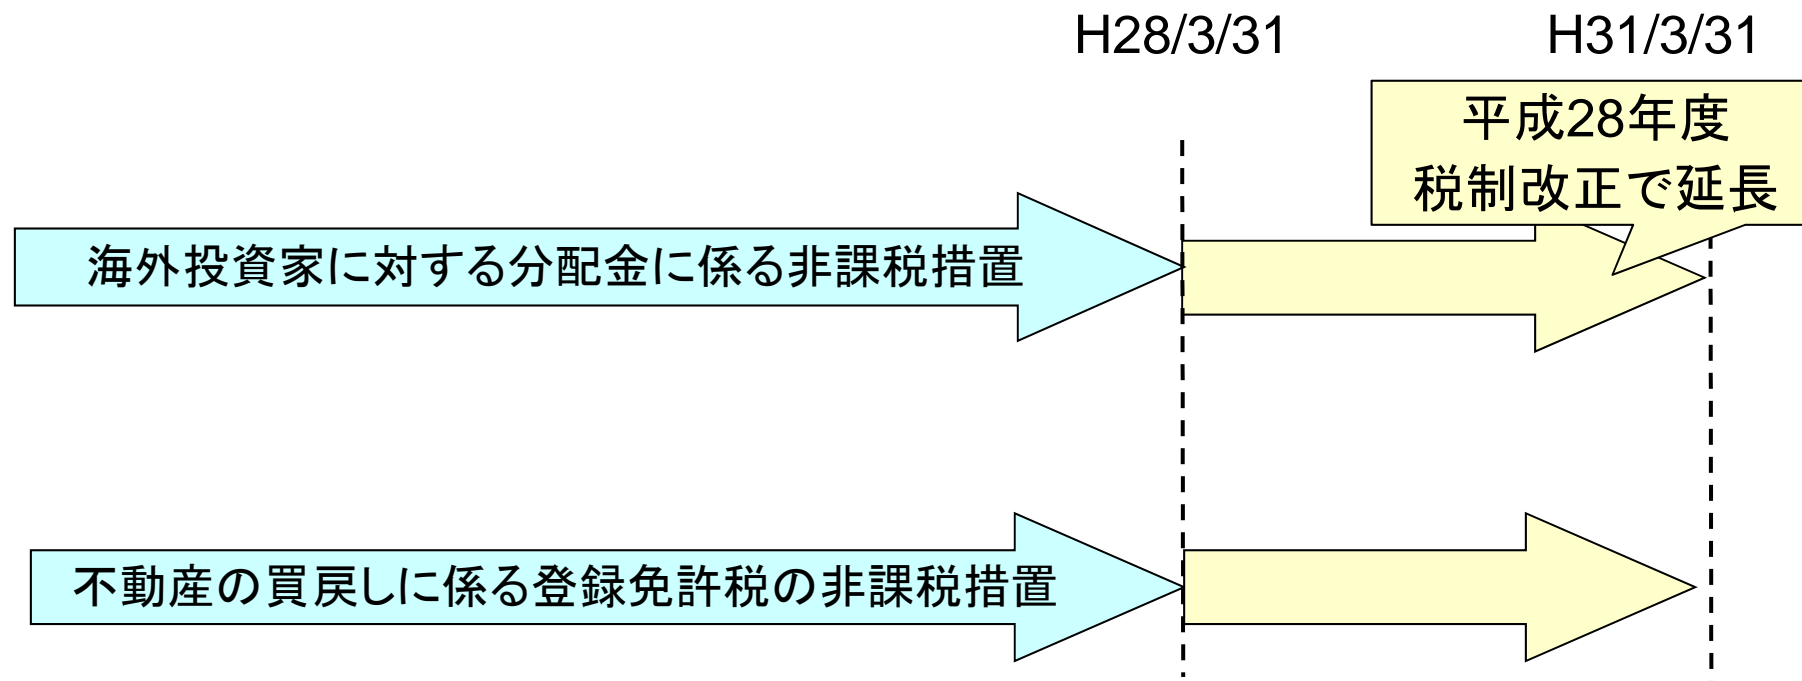 H28/3/31
H31/3/31
平成28年度
税制改正で延長
海外投資家に対する分配金に係る非課税措置
不動産の買戻しに係る登録免許税の非課税措置